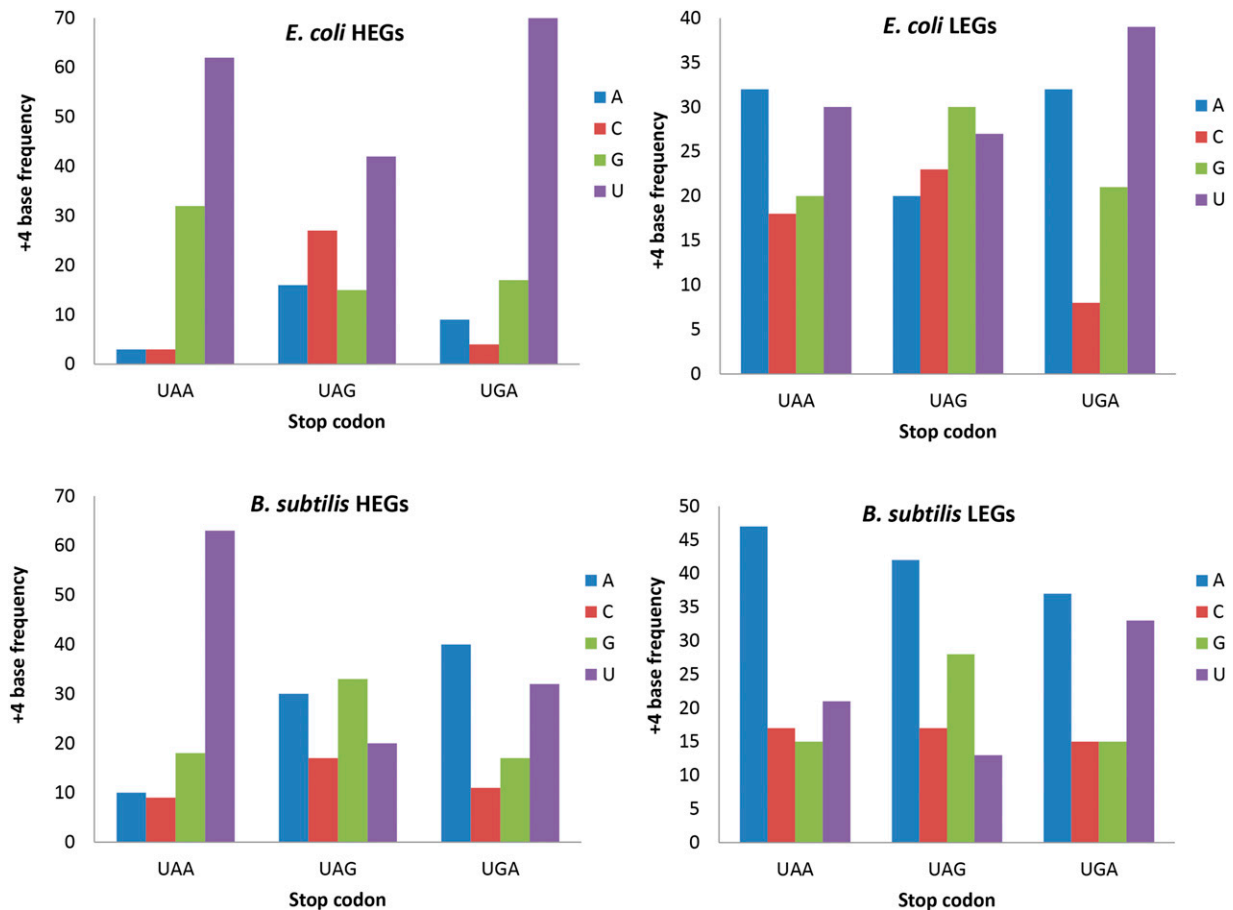 E. coli HEGs
+4 base frequency
70
60
50
40
30
20
10
0
UAA UAG UGA
Stop codon
A
C
G
U
E. coli LEGs
+4 base frequency
40
35
30
25
20
15
10
5
0
UAA UAG UGA
Stop codon
A
C
G
U
B. subtilis HEGs
+4 base frequency
70
60
50
40
30
20
10
0
UAA UAG UGA
Stop codon
A
C
G
U
B. subtilis LEGs
+4 base frequency
50
45
40
35
30
25
20
15
10
5
0
UAA UAG UGA
Stop codon
A
C
G
U